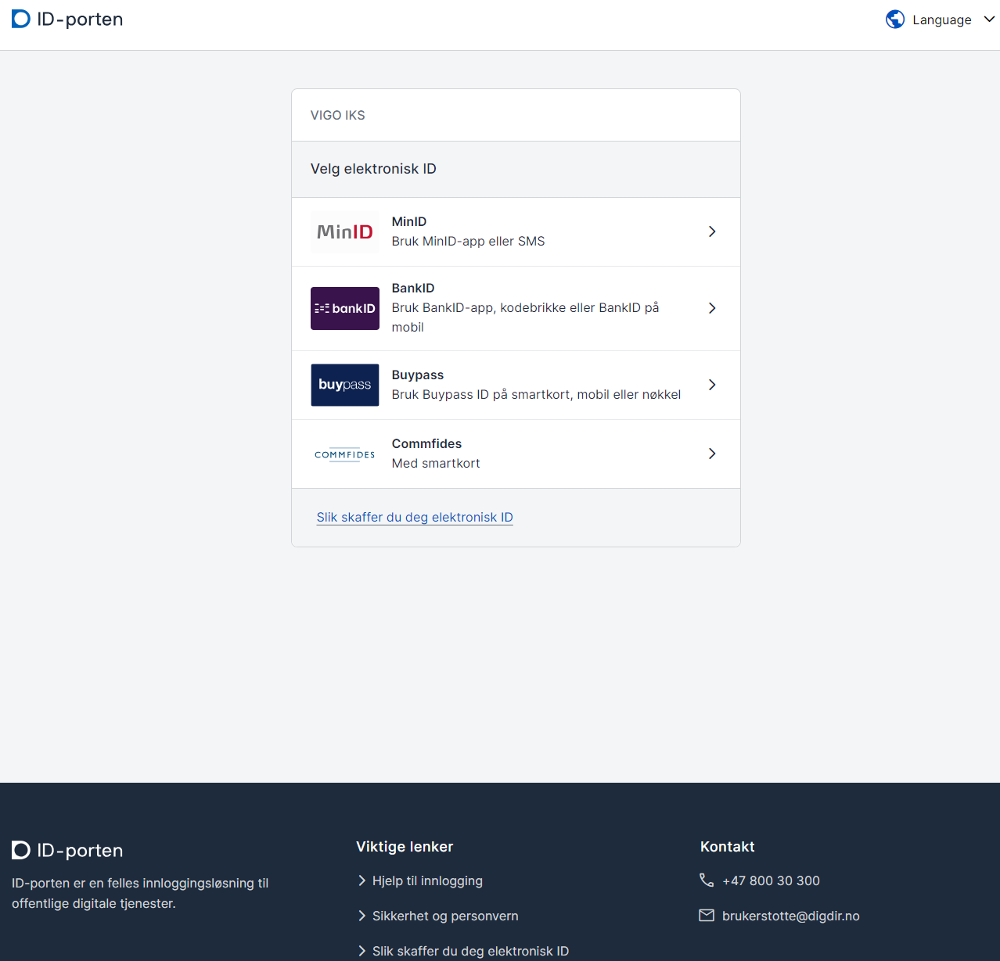 ID-porten
Language
VIGO IKS
Velg elektronisk ID
MinID
MinID
Bruk MinID-app eller SMS
bankID
BankID
Bruk BankID-app, kodebrikke eller BankID på
mobil
buypass
Buypass
Bruk Buypass ID på smartkort, mobil eller nøkkel
COMMFIDES
Commfides
Med smartkort
Slik skaffer du deg elektronisk ID
ID-porten
ID-porten er en felles innloggingsløsning til
offentlige digitale tjenester.
Viktige lenker
Hjelp til innlogging
Sikkerhet og personvern
Slik skaffer du deg elektronisk ID
Kontakt
+47 800 30 300
brukerstotte@digdir.no